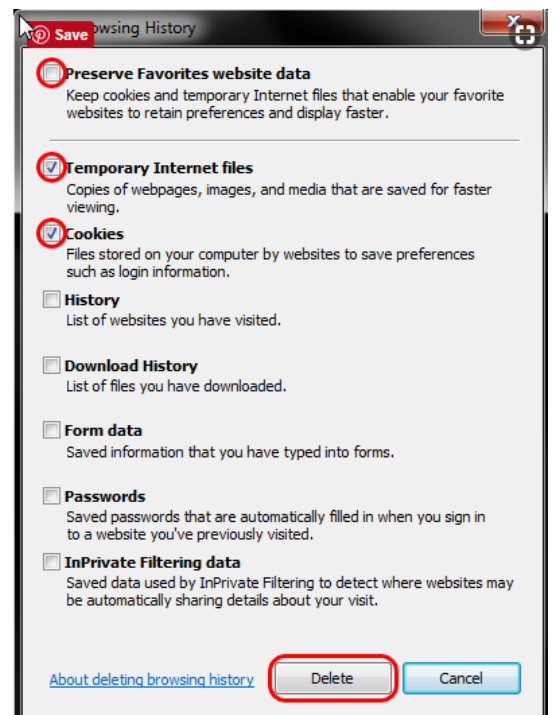 Save
owsing History
Preserve Favorites website data
Keep cookies and temporary Internet files that enable your favorite
websites to retain preferences and display faster.
Temporary Internet files
Copies of webpages, images, and media that are saved for faster
viewing.
Cookies
Files stored on your computer by websites to save preferences
such as login information.
History
List of websites you have visited.
Download History
List of files you have downloaded.
Form data
Saved information that you have typed into forms.
Passwords
Saved passwords that are automatically filled in when you sign in
to a website you've previously visited.
InPrivate Filtering data
Saved data used by InPrivate Filtering to detect where websites may
be automatically sharing details about your visit.
About deleting browsing history
Delete
Cancel